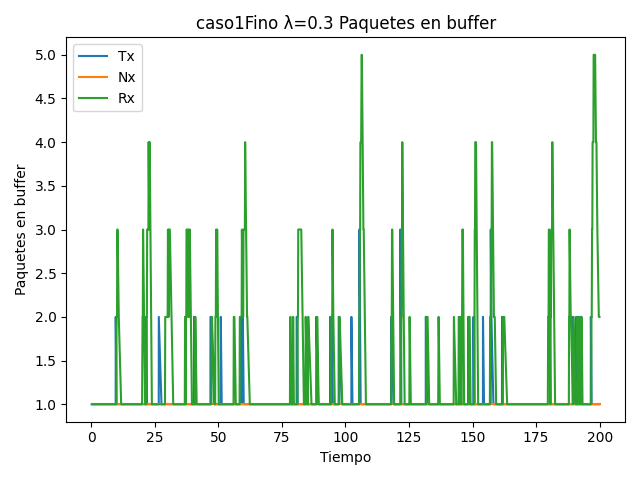 caso1Fino λ=0.3 Paquetes en buffer
Tx
Nx
Rx
Paquetes en buffer
5.0
4.5
4.0
3.5
3.0
2.5
2.0
1.5
1.0
0 25 50 75 100 125 150 175 200
Tiempo